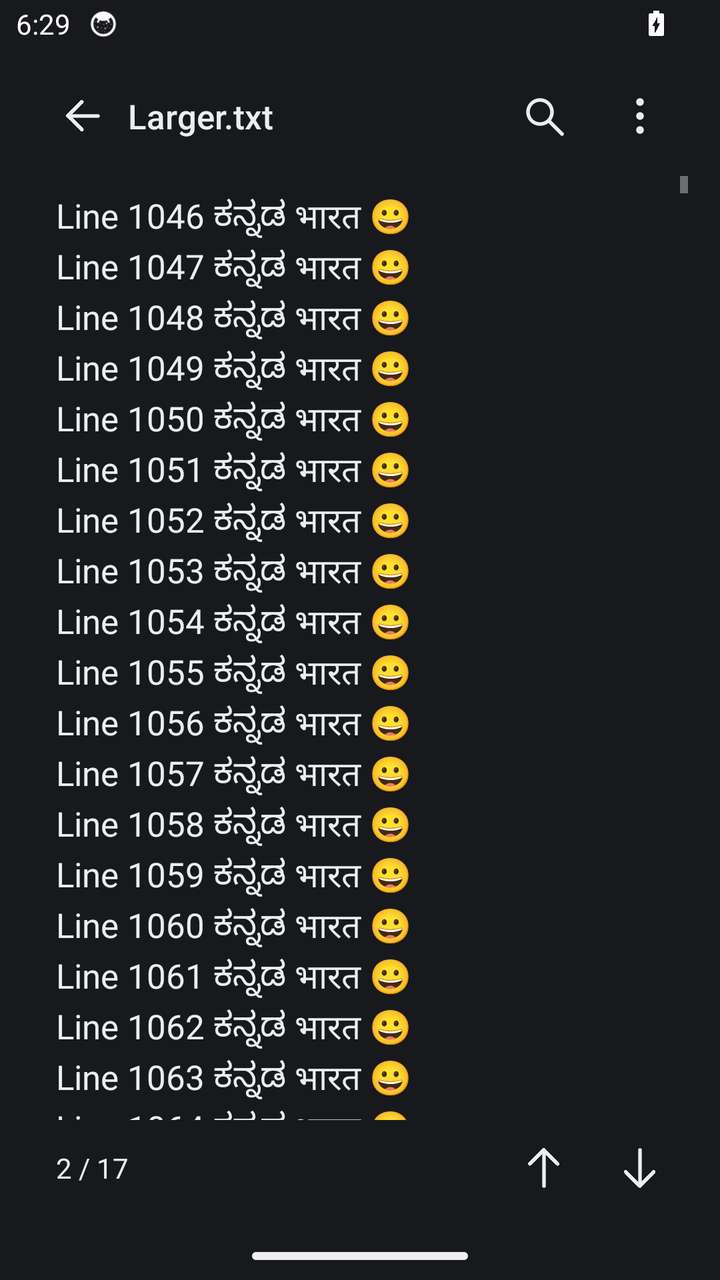 6:29
Larger.txt
Line 1046 ಕನ್ನಡ भारत 😀
Line 1047 ಕನ್ನಡ भारत 😀
Line 1048 ಕನ್ನಡ भारत 😀
Line 1049 ಕನ್ನಡ भारत 😀
Line 1050 ಕನ್ನಡ भारत 😀
Line 1051 ಕನ್ನಡ भारत 😀
Line 1052 ಕನ್ನಡ भारत 😀
Line 1053 ಕನ್ನಡ भारत 😀
Line 1054 ಕನ್ನಡ भारत 😀
Line 1055 ಕನ್ನಡ भारत 😀
Line 1056 ಕನ್ನಡ भारत 😀
Line 1057 ಕನ್ನಡ भारत 😀
Line 1058 ಕನ್ನಡ भारत 😀
Line 1059 ಕನ್ನಡ भारत 😀
Line 1060 ಕನ್ನಡ भारत 😀
Line 1061 ಕನ್ನಡ भारत 😀
Line 1062 ಕನ್ನಡ भारत 😀
Line 1063 ಕನ್ನಡ भारत 😀
2 / 17